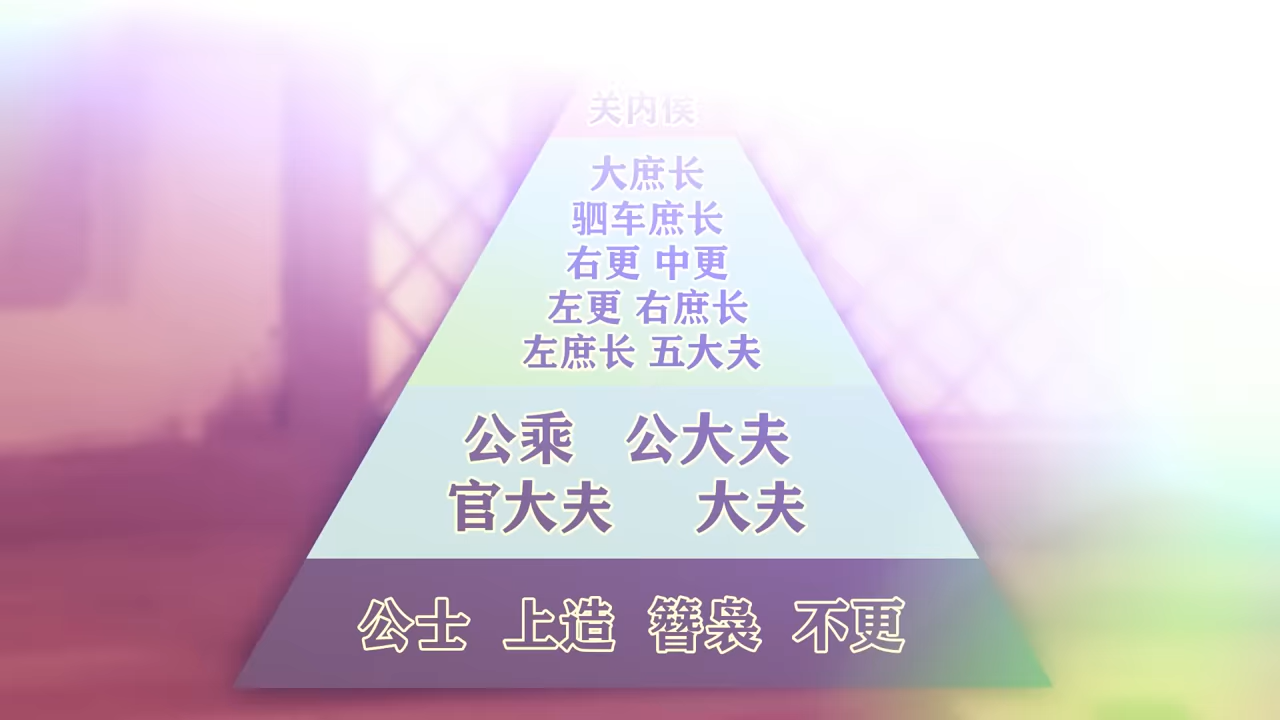 关内侯
大庶长
驷车庶长
右更 中更
左更 右庶长
左庶长 五大夫
公乘 公大夫
官大夫 大夫
公士 上造 簪袅 不更